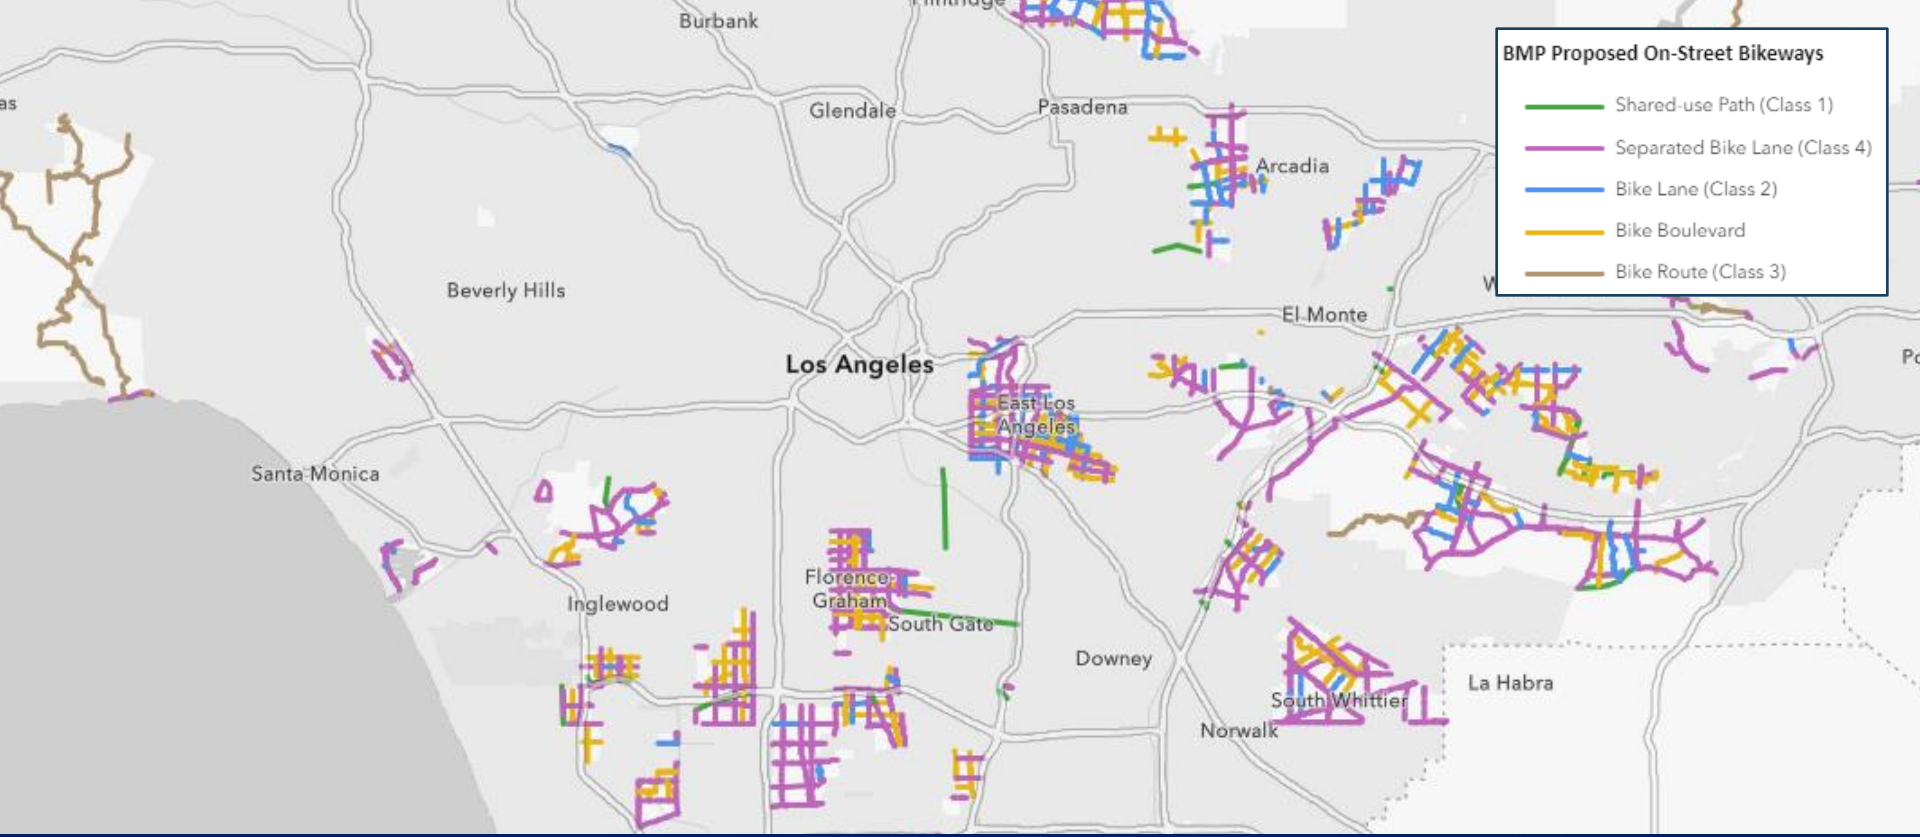 Burbank
as
Glendale
Pasadena
Arcadia
BMP Proposed On-Street Bikeways
Shared-use Path (Class 1)
Separated Bike Lane (Class 4)
Bike Lane (Class 2)
Bike Boulevard
Bike Route (Class 3)
Beverly Hills
W
El Monte
Los Angeles
Po
East Los
Angeles
Santa Monica
Florence-
Graham
Inglewood
South Gate
Downey
La Habra
South Whittier
Norwalk